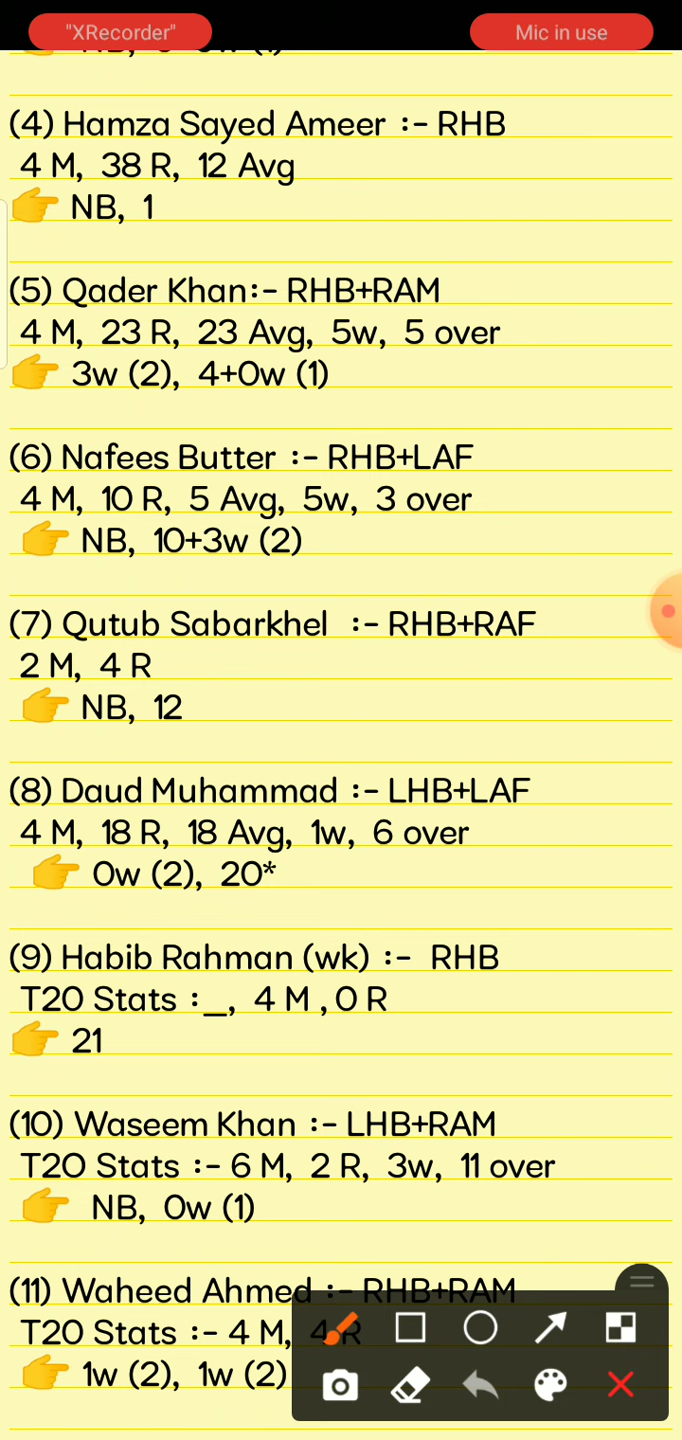 "XRecorder" Mic in use
(4) Hamza Sayed Ameer :- RHB
4 M, 38 R, 12 Avg
👉 NB, 1
(5) Qader Khan:- RHB+RAM
4 M, 23 R, 23 Avg, 5w, 5 over
👉 3w (2), 4+0w (1)
(6) Nafees Butter :- RHB+LAF
4 M, 10 R, 5 Avg, 5w, 3 over
👉 NB, 10+3w (2)
(7) Qutub Sabarkhel :- RHB+RAF
2 M, 4 R
👉 NB, 12
(8) Daud Muhammad :- LHB+LAF
4 M, 18 R, 18 Avg, 1w, 6 over
👉 0w (2), 20*
(9) Habib Rahman (wk) :- RHB
T20 Stats :_, 4 M , 0 R
👉 21
(10) Waseem Khan :- LHB+RAM
T20 Stats :- 6 M, 2 R, 3w, 11 over
👉 NB, 0w (1)
(11) Waheed Ahmed :- RHB+RAM
T20 Stats :- 4 M, 4 R
👉 1w (2), 1w (2)